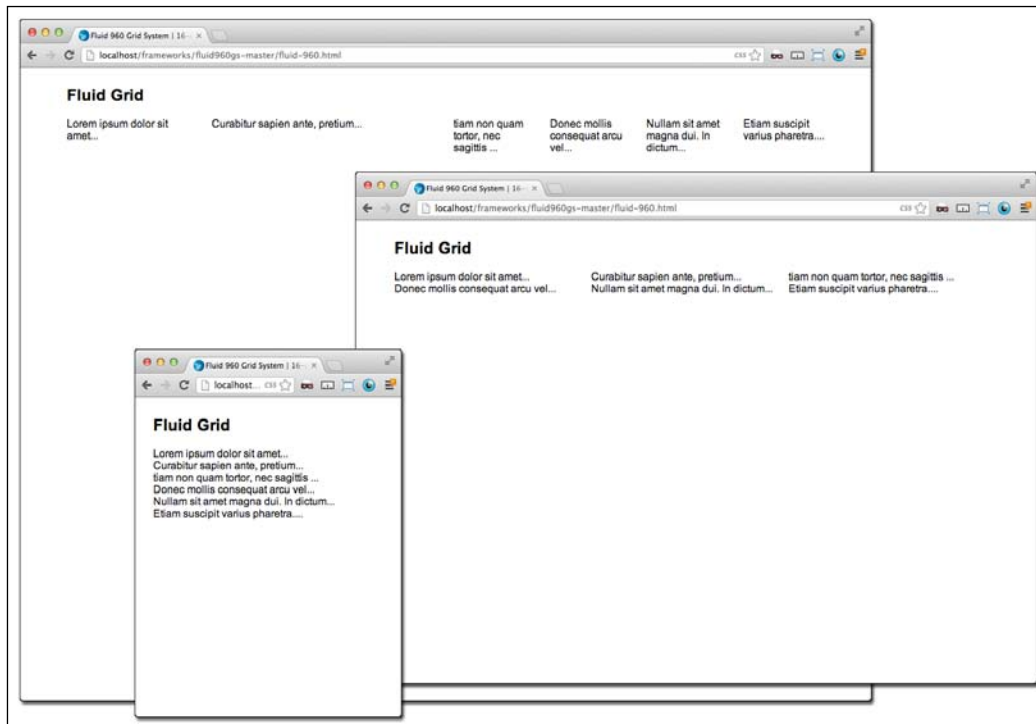 Fluid 960 Grid System | 16-
localhost/frameworks/fluid960gs-master/fluid-960.html
CSS
Fluid Grid
Lorem ipsum dolor sit
amet...
Curabitur sapien ante, pretium...
tiam non quam
tortor, nec
sagittis ...
Donec mollis
consequat arcu
vel...
Nullam sit amet
magna dui. In
dictum...
Etiam suscipit
varius pharetra....
Fluid 960 Grid System | 16-
localhost/frameworks/fluid960gs-master/fluid-960.html
CSS
Fluid Grid
Lorem ipsum dolor sit amet...
Donec mollis consequat arcu vel...
Curabitur sapien ante, pretium...
Nullam sit amet magna dui. In dictum...
tiam non quam tortor, nec sagittis ...
Etiam suscipit varius pharetra....
Fluid 960 Grid System | 16-
localhost...
CSS
Fluid Grid
Lorem ipsum dolor sit amet...
Curabitur sapien ante, pretium...
tiam non quam tortor, nec sagittis ...
Donec mollis consequat arcu vel...
Nullam sit amet magna dui. In dictum...
Etiam suscipit varius pharetra....